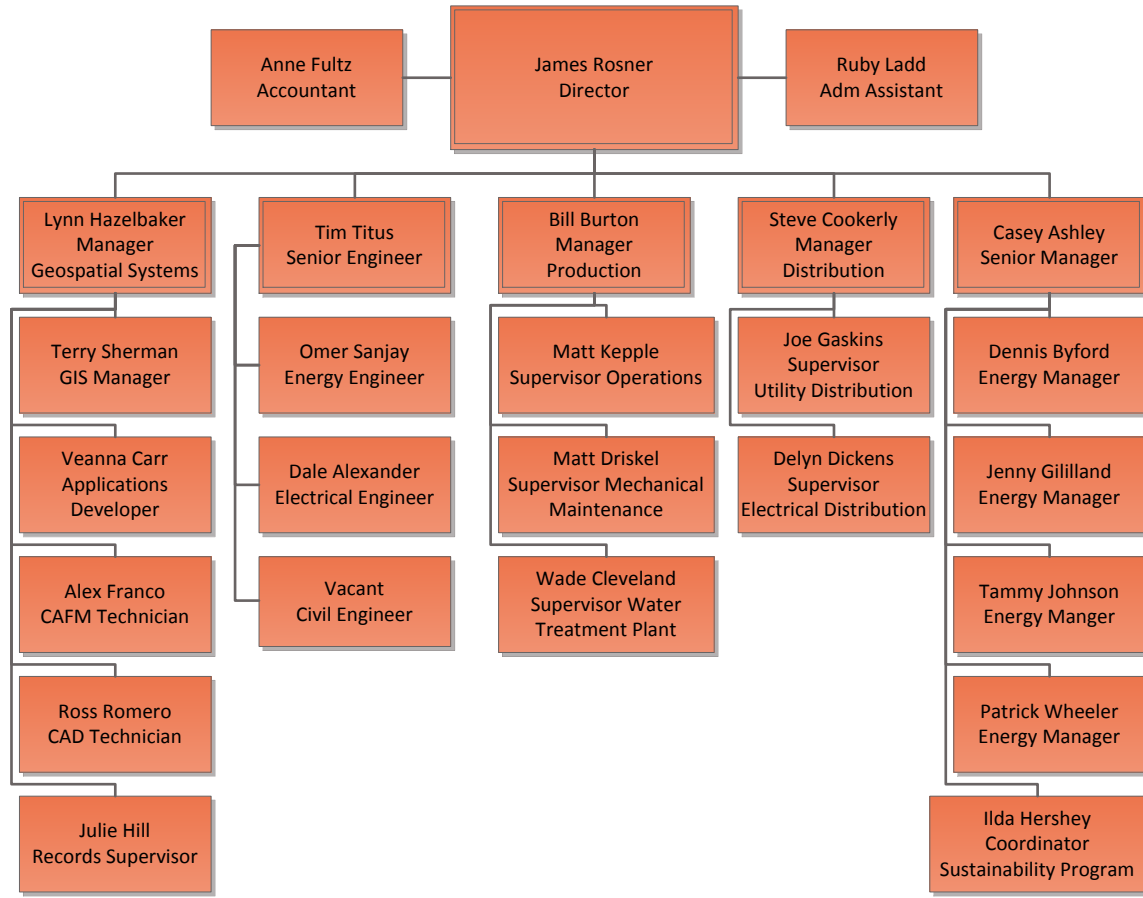 Anne Fultz
Accountant
James Rosner
Director
Ruby Ladd
Adm Assistant
Lynn Hazelbaker
Manager
Geospatial Systems
Tim Titus
Senior Engineer
Bill Burton
Manager
Production
Steve Cookerly
Manager
Distribution
Casey Ashley
Senior Manager
Terry Sherman
GIS Manager
Omer Sanjay
Energy Engineer
Matt Kepple
Supervisor Operations
Joe Gaskins
Supervisor
Utility Distribution
Dennis Byford
Energy Manager
Veanna Carr
Applications
Developer
Dale Alexander
Electrical Engineer
Matt Driskel
Supervisor Mechanical
Maintenance
Delyn Dickens
Supervisor
Electrical Distribution
Jenny Gililland
Energy Manager
Alex Franco
CAFM Technician
Vacant
Civil Engineer
Wade Cleveland
Supervisor Water
Treatment Plant
Tammy Johnson
Energy Manger
Ross Romero
CAD Technician
Patrick Wheeler
Energy Manager
Julie Hill
Records Supervisor
Ilda Hershey
Coordinator
Sustainability Program